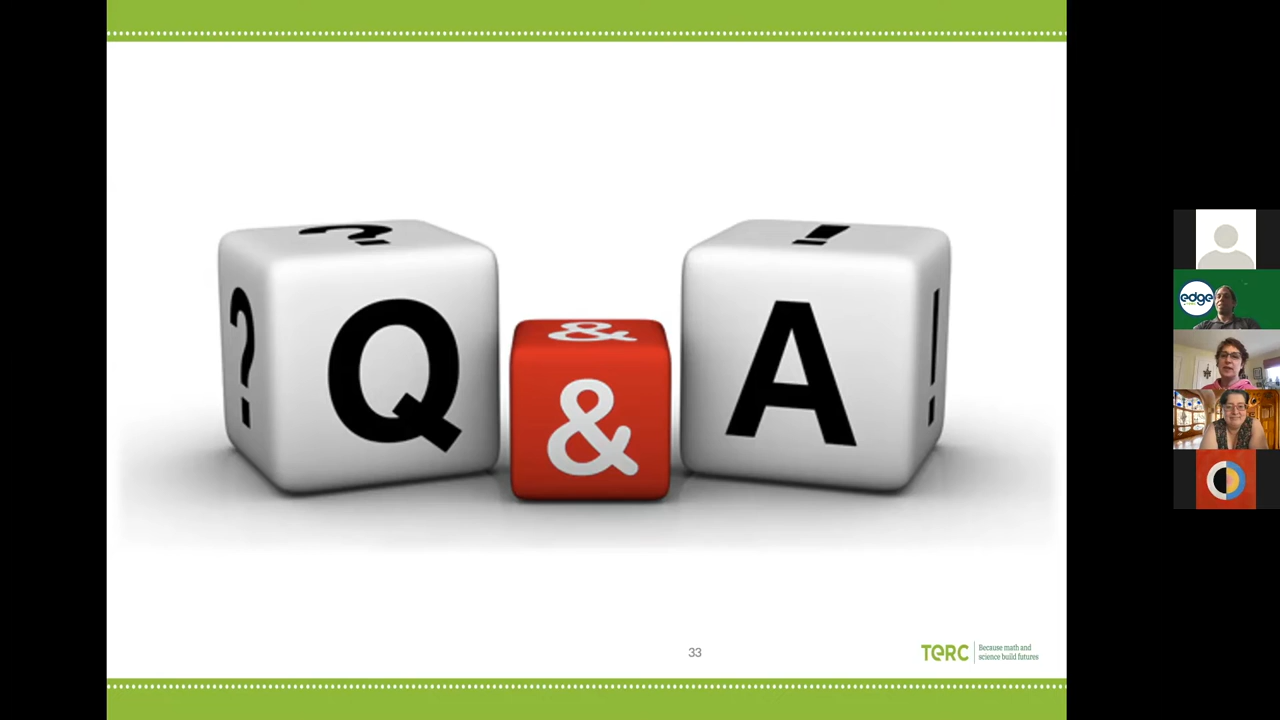 ? !
? Q & & A !
33
TERC Because math and
science build futures
edge